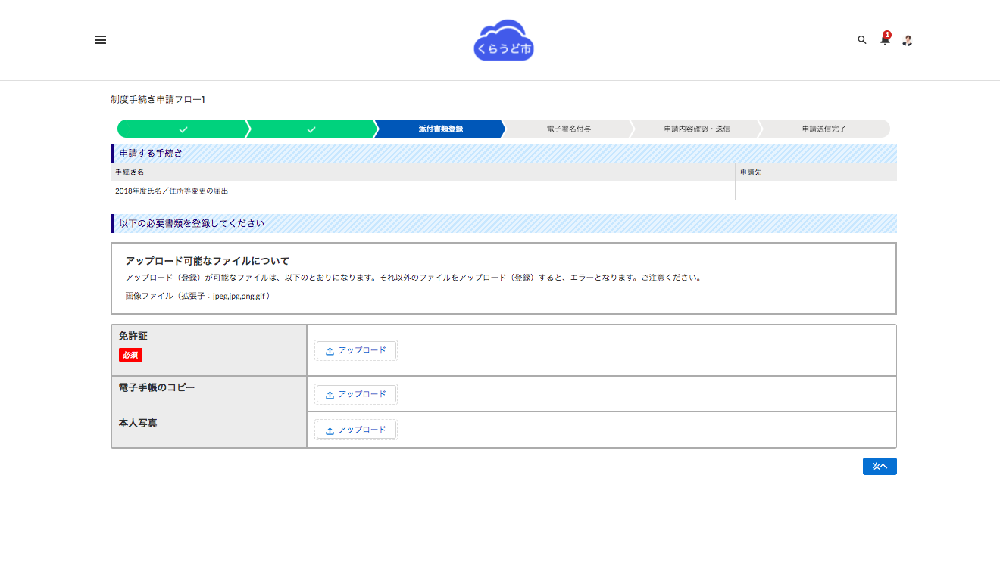 くらうど市
1
制度手続き申請フロー1
添付書類登録
電子署名付与
申請内容確認・送信
申請送信完了
申請する手続き
手続き名
申請先
2018年度氏名／住所等変更の届出
以下の必要書類を登録してください
アップロード可能なファイルについて
アップロード（登録）が可能なファイルは、以下のとおりになります。それ以外のファイルをアップロード（登録）すると、エラーとなります。ご注意ください。
画像ファイル（拡張子：jpeg,jpg,png,gif）
免許証
必須
アップロード
電子手帳のコピー
アップロード
本人写真
アップロード
次へ